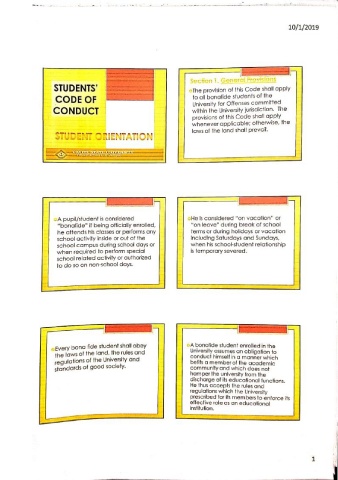 10/1/2019
STUDENTS'
CODE OF
CONDUCT
STUDENT ORIENTATION
Section 1. General Provisions
The provision of this Code shall apply
to all bonafide students of the
University for Offenses committed
within the University jurisdiction. The
provisions of this Code shall apply
whenever applicable; otherwise, the
laws of the land shall prevail.
A pupil/student is considered
"bonafide" if being officially enrolled,
he attends his classes or performs any
school activity inside or out of the
school campus during school days or
when required to perform special
school related activity or authorized
to do so on non-school days.
He is considered "on vacation" or
"on leave" during break of school
terms or during holidays or vacation
including Saturdays and Sundays,
when his school-student relationship
is temporary severed.
Every bona fide student shall obey
the laws of the land, the rules and
regulations of the University and
standards of good society.
A bonafide student enrolled in the
University assumes an obligation to
conduct himself in a manner which
befits a member of the academic
community and which does not
hamper the university from the
discharge of its educational functions.
He thus accepts the rules and
regulations which the University
prescribed for its members to enhance its
effective role as an educational
institution.
1